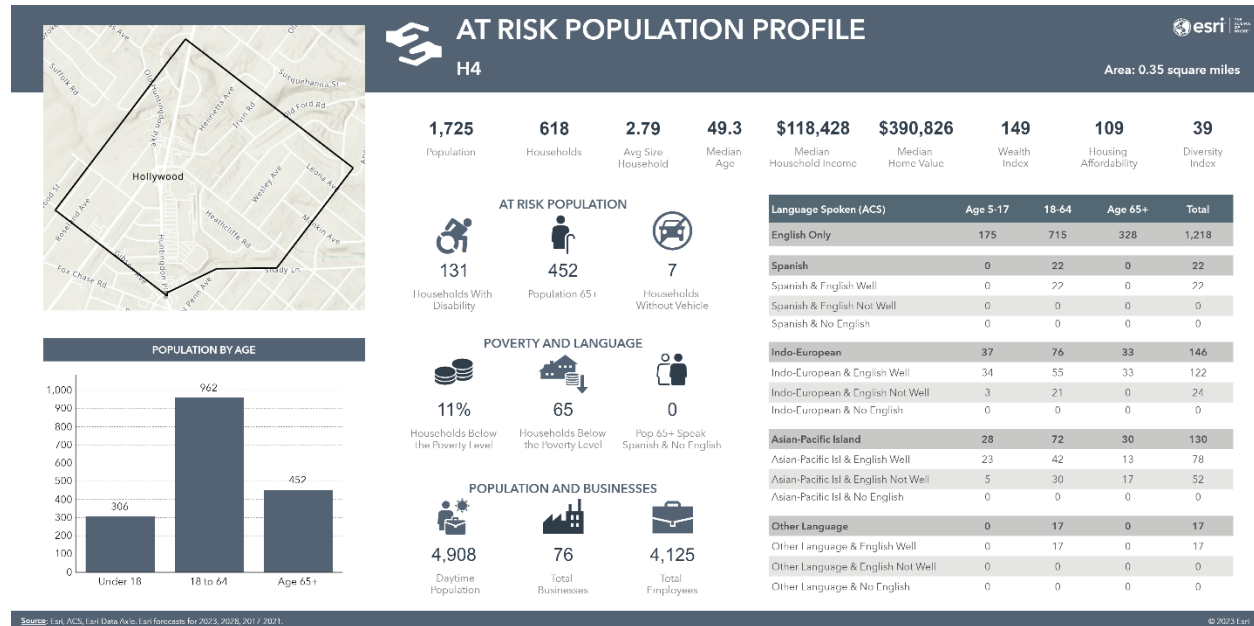 AT RISK POPULATION PROFILE
H4
esri
THE SCIENCE OF WHERE
Area: 0.35 square miles
Suffolk Rd
Old Huntingdon Pike
Susquehanna St
Henrietta Ave
Irvin Rd
Old Ford Rd
Hollywood
Leona Ave
Wesley Ave
Heathcliffe Rd
Fox Chase Rd
Huntingdon Pike
Shady Ln
N Penn Ave
1,725
Population
618
Households
2.79
Avg Size
Household
49.3
Median
Age
$118,428
Median
Household Income
$390,826
Median
Home Value
149
Wealth
Index
109
Housing
Affordability
39
Diversity
Index
AT RISK POPULATION
131
Households With
Disability
452
Population 65+
7
Households
Without Vehicle
POVERTY AND LANGUAGE
11%
Households Below
the Poverty Level
65
Households Below
the Poverty Level
0
Pop 65+ Speak
Spanish & No English
POPULATION AND BUSINESSES
4,908
Daytime
Population
76
Total
Businesses
4,125
Total
Employees
POPULATION BY AGE
1,000
900
800
700
600
500
400
300
200
100
0
306
962
452
Under 18
18 to 64
Age 65+
Language Spoken (ACS) Age 5-17 18-64 Age 65+ Total
English Only 175 715 328 1,218
Spanish 0 22 0 22
Spanish & English Well 0 22 0 22
Spanish & English Not Well 0 0 0 0
Spanish & No English 0 0 0 0
Indo-European 37 76 33 146
Indo-European & English Well 34 55 33 122
Indo-European & English Not Well 3 21 0 24
Indo-European & No English 0 0 0 0
Asian-Pacific Island 28 72 30 130
Asian-Pacific Isl & English Well 23 42 13 78
Asian-Pacific Isl & English Not Well 5 30 17 52
Asian-Pacific Isl & No English 0 0 0 0
Other Language 0 17 0 17
Other Language & English Well 0 17 0 17
Other Language & English Not Well 0 0 0 0
Other Language & No English 0 0 0 0
Source: Esri, ACS, Esri-Data Axle. Esri forecasts for 2023, 2028, 2017-2021.
© 2023 Esri